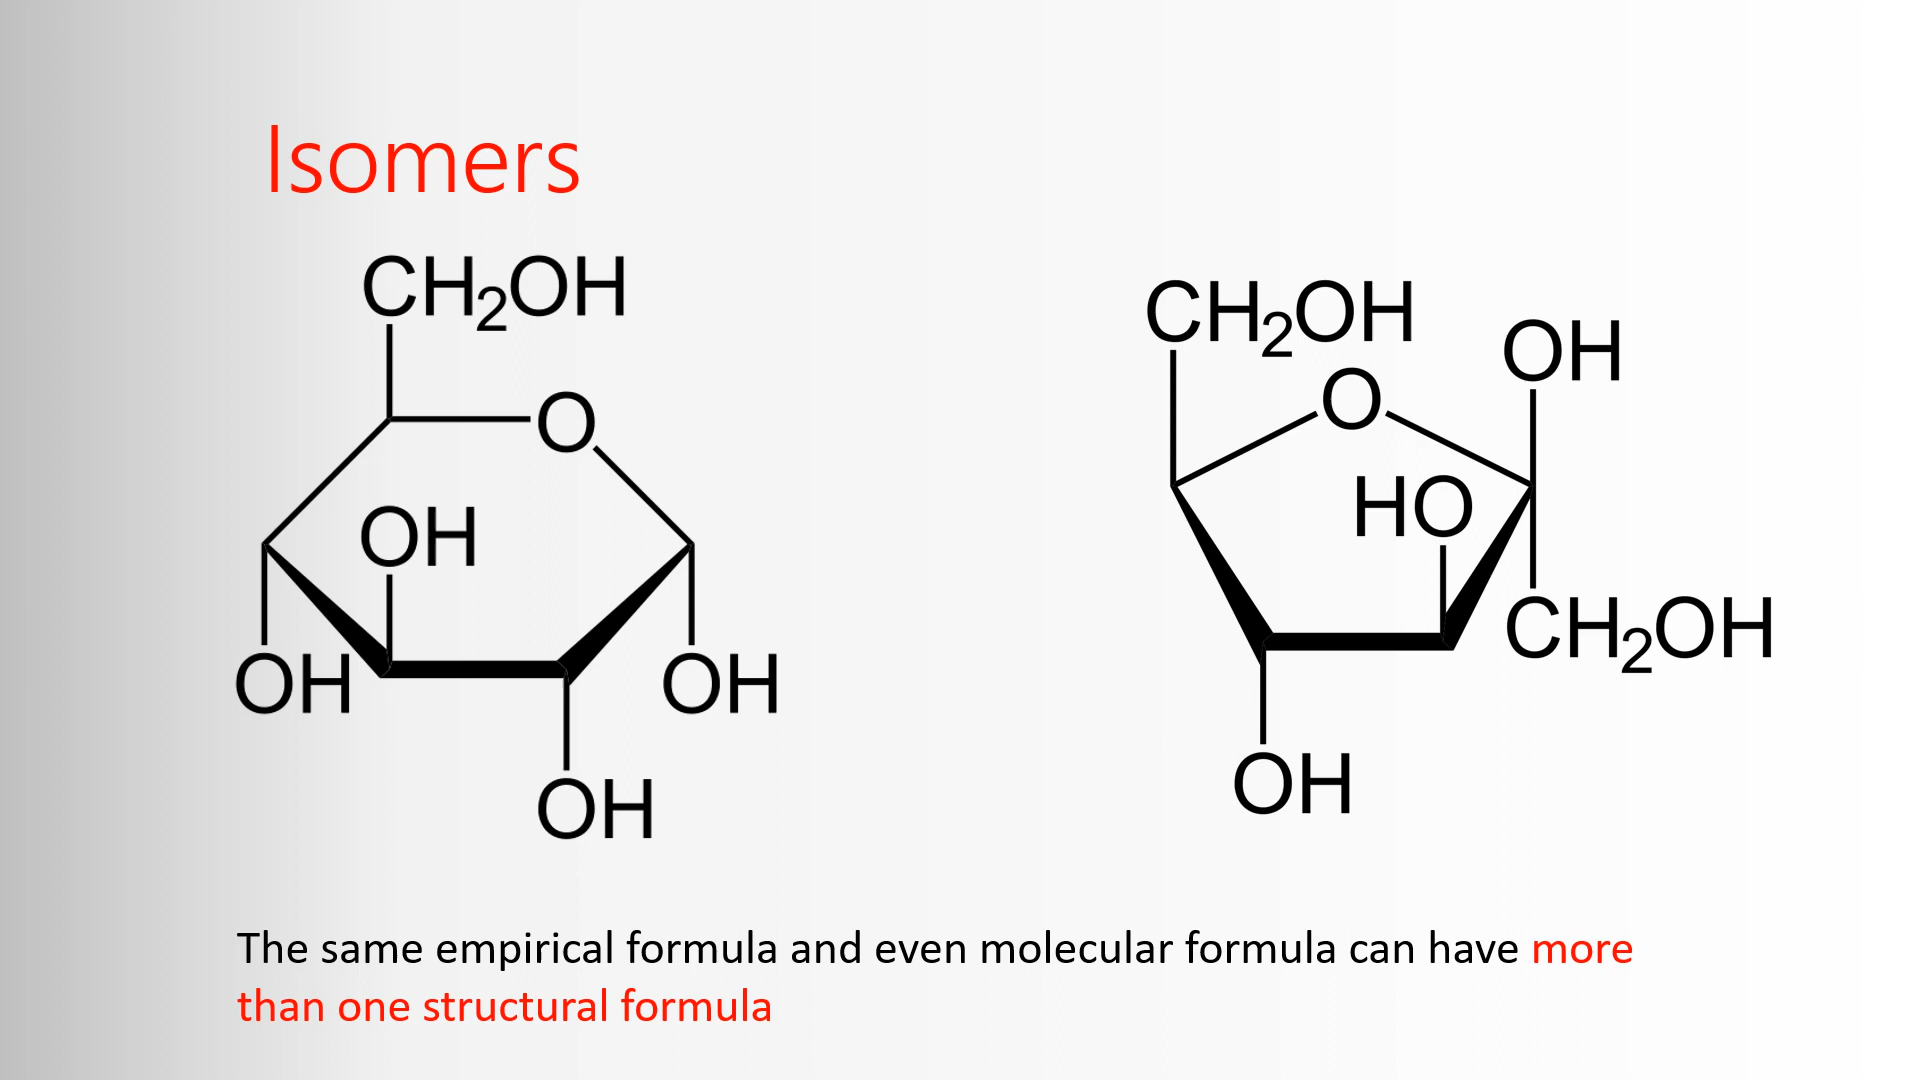 Isomers
CH₂OH
O
OH
OH
OH
OH
CH₂OH
OH
O
HO
CH₂OH
OH
The same empirical formula and even molecular formula can have more
than one structural formula